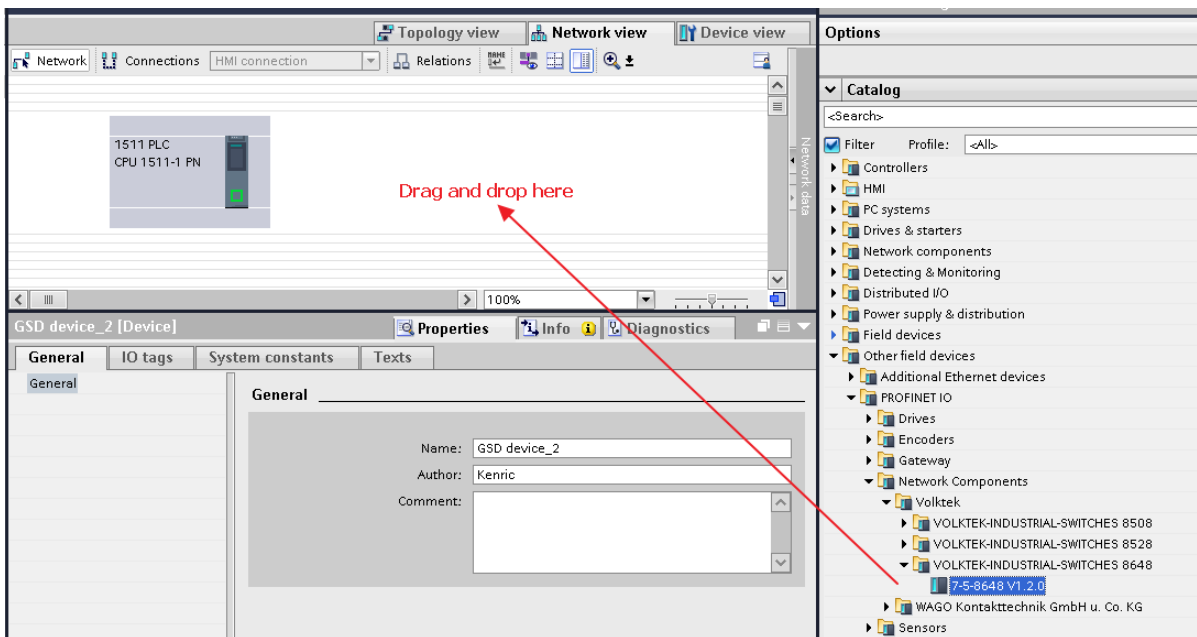 Topology view
Network view
Device view
Options
Network
Connections
HMI connection
Relations
Catalog
<Search>
Filter
Profile:
<All>
1511 PLC
CPU 1511-1 PN
Drag and drop here
Network data
Controllers
HMI
PC systems
Drives & starters
Network components
Detecting & Monitoring
Distributed I/O
Power supply & distribution
Field devices
Other field devices
Additional Ethernet devices
PROFINET IO
Drives
Encoders
Gateway
Network Components
Volktek
VOLKTEK-INDUSTRIAL-SWITCHES 8508
VOLKTEK-INDUSTRIAL-SWITCHES 8528
VOLKTEK-INDUSTRIAL-SWITCHES 8648
7-5-8648 V1.2.0
WAGO Kontakttechnik GmbH u. Co. KG
Sensors
100%
GSD device_2 [Device]
Properties
Info
Diagnostics
General
IO tags
System constants
Texts
General
General
Name:
GSD device_2
Author:
Kenric
Comment: